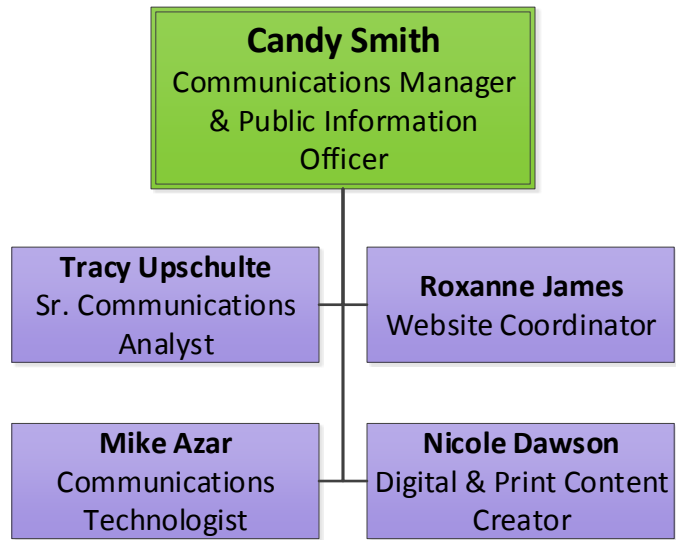 Candy Smith
Communications Manager
& Public Information
Officer
Tracy Upschulte
Sr. Communications
Analyst
Roxanne James
Website Coordinator
Mike Azar
Communications
Technologist
Nicole Dawson
Digital & Print Content
Creator